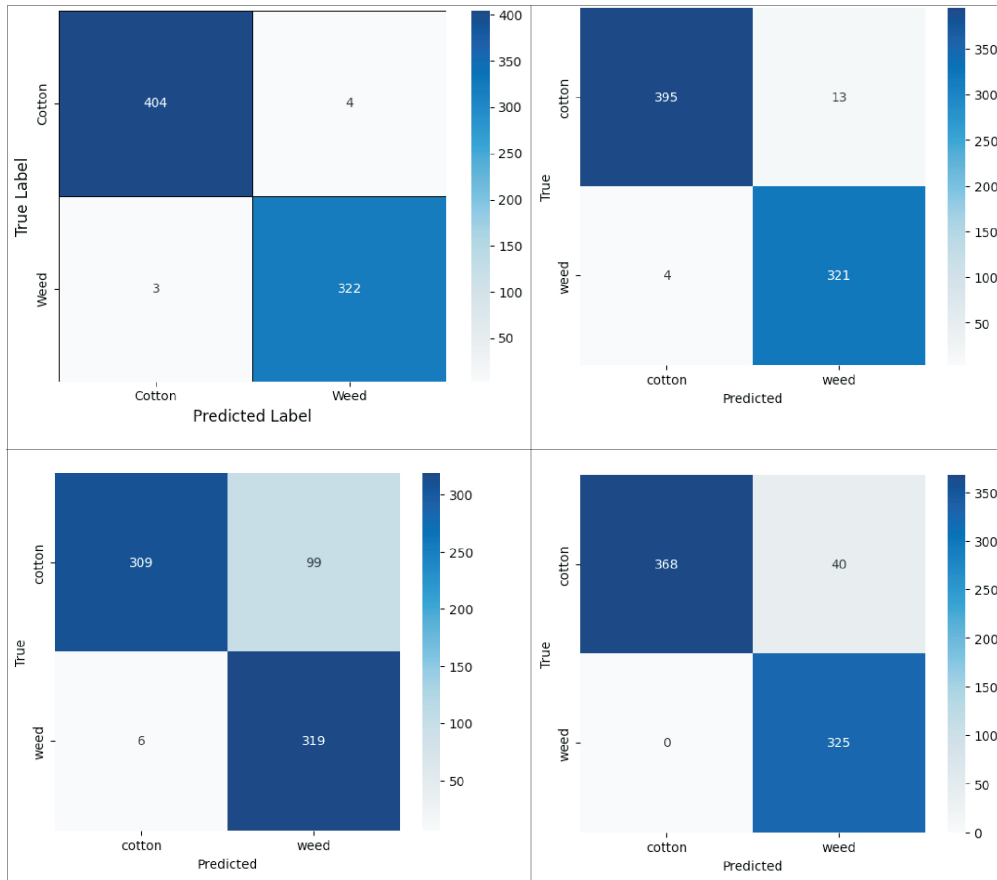 404 4
3 322
Cotton
Weed
True Label
Cotton Weed
Predicted Label
400
350
300
250
200
150
100
50
395 13
4 321
cotton
weed
True
cotton weed
Predicted
350
300
250
200
150
100
50
309 99
6 319
cotton
weed
True
cotton weed
Predicted
300
250
200
150
100
50
368 40
0 325
cotton
weed
True
cotton weed
Predicted
350
300
250
200
150
100
50
0